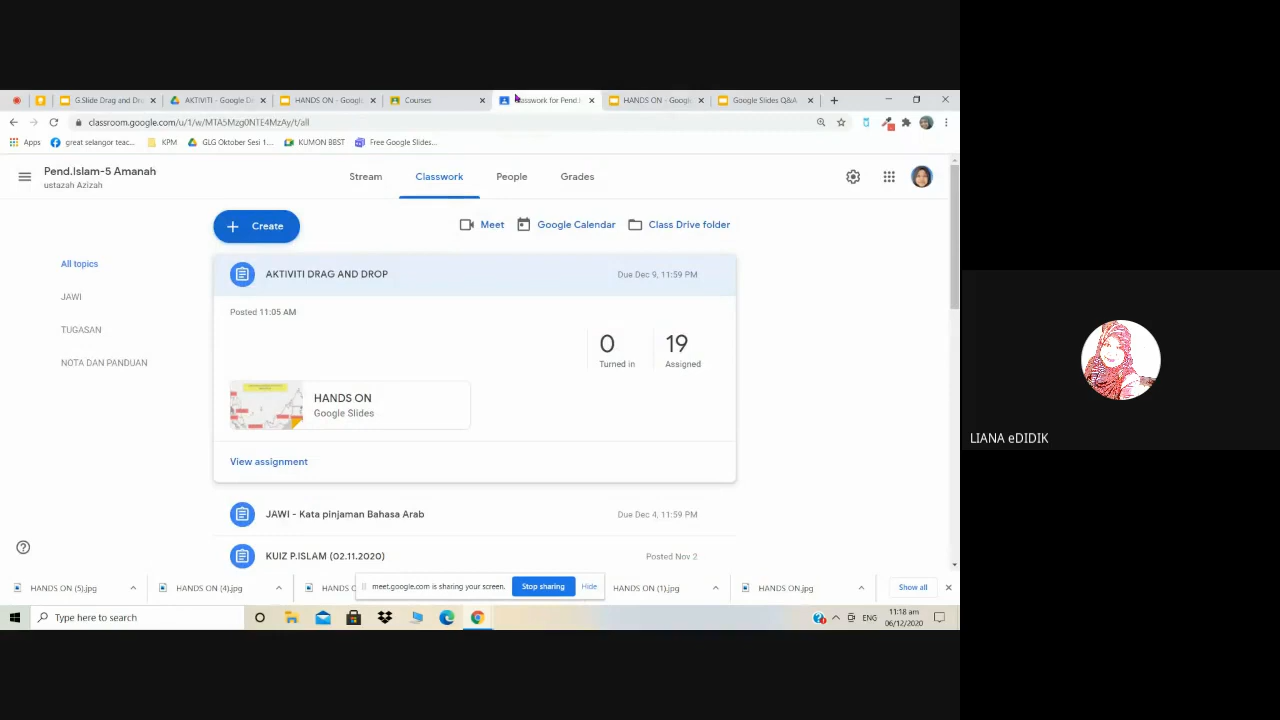 G.Slide Drag and Dr
AKTIVITI - Google D
HANDS ON - Google
Courses
Classwork for Pend.I
HANDS ON - Google
Google Slides Q&A
classroom.google.com/u/1/w/MTA5Mzg0NTE4MzAy/t/all
Apps
great selangor teac...
KPM
GLG Oktober Sesi 1...
KUMON BBST
Free Google Slides...
Pend.Islam-5 Amanah
ustazah Azizah
Stream
Classwork
People
Grades
Create
Meet
Google Calendar
Class Drive folder
All topics
JAWI
TUGASAN
NOTA DAN PANDUAN
AKTIVITI DRAG AND DROP
Due Dec 9, 11:59 PM
Posted 11:05 AM
0
Turned in
19
Assigned
HANDS ON
Google Slides
View assignment
JAWI - Kata pinjaman Bahasa Arab
Due Dec 4, 11:59 PM
KUIZ P.ISLAM (02.11.2020)
Posted Nov 2
LIANA eDIDIK
HANDS ON (5).jpg
HANDS ON (4).jpg
HANDS O
meet.google.com is sharing your screen.
Stop sharing
Hide
HANDS ON (1).jpg
HANDS ON.jpg
Show all
Type here to search
ENG
11:18 am
06/12/2020